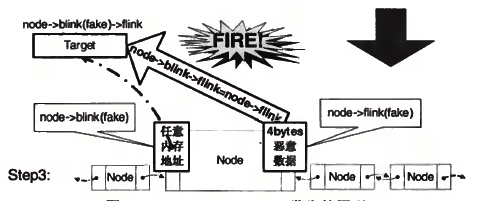 node->blink(fake)->flink
Target
FIRE!
node->blink->flink=node->flink
node->blink(fake)
node->flink(fake)
任意
内存
地址
Node
4bytes
恶意
数据
Step3:
Node
Node
Node